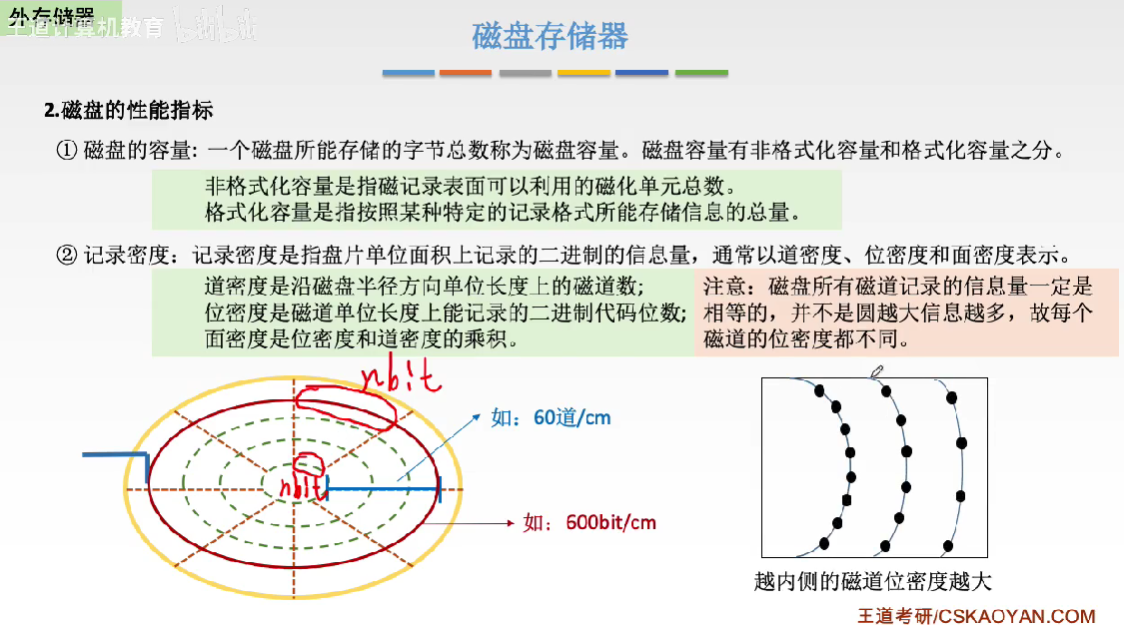 外存储器
王道计算机教育 bilibili
磁盘存储器
2.磁盘的性能指标
① 磁盘的容量：一个磁盘所能存储的字节总数称为磁盘容量。磁盘容量有非格式化容量和格式化容量之分。
非格式化容量是指磁记录表面可以利用的磁化单元总数。
格式化容量是指按照某种特定的记录格式所能存储信息的总量。
② 记录密度：记录密度是指盘片单位面积上记录的二进制的信息量，通常以道密度、位密度和面密度表示。
道密度是沿磁盘半径方向单位长度上的磁道数；
位密度是磁道单位长度上能记录的二进制代码位数；
面密度是位密度和道密度的乘积。
注意：磁盘所有磁道记录的信息量一定是
相等的，并不是圆越大信息越多，故每个
磁道的位密度都不同。
nbit
如：60道/cm
nbit
如：600bit/cm
越内侧的磁道位密度越大
王道考研/CSKAOYAN.COM